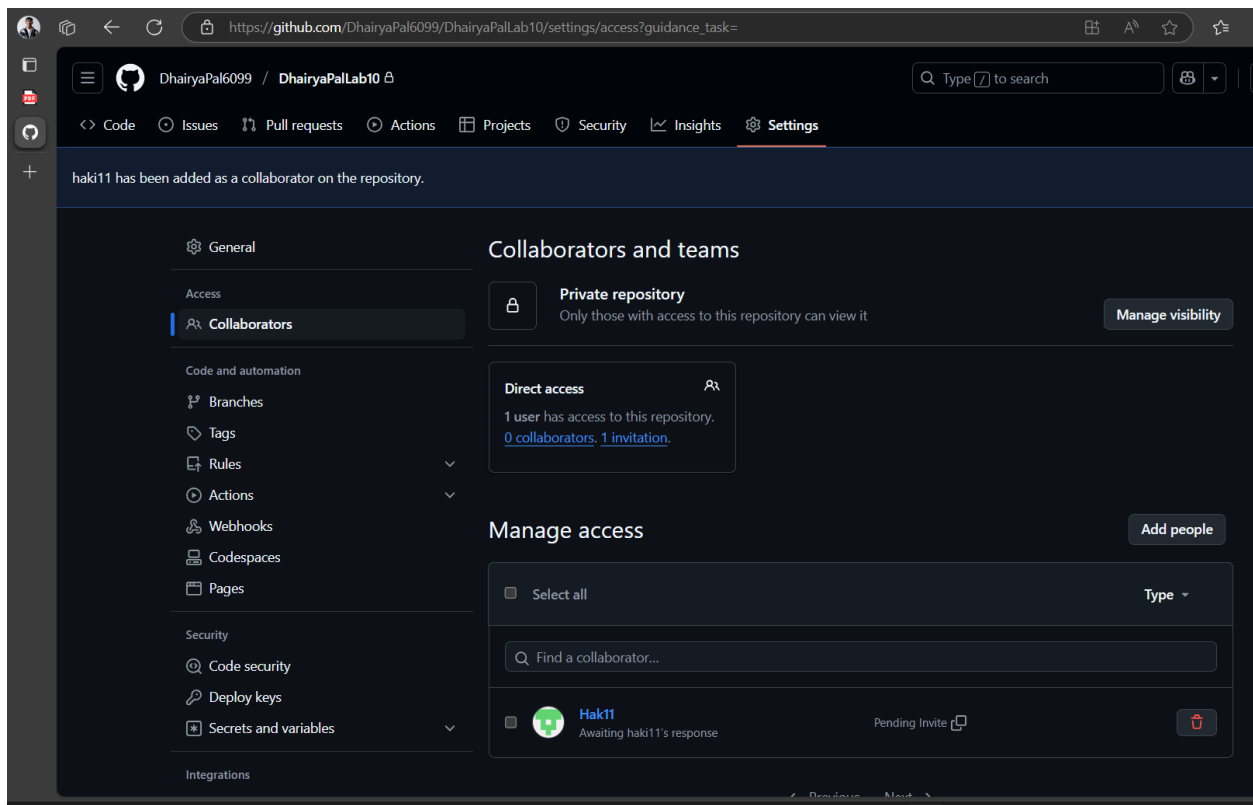 https://github.com/DhairyaPal6099/DhairyaPalLab10/settings/access?guidance_task=
PDF
DhairyaPal6099 / DhairyaPalLab10
Type / to search
Code Issues Pull requests Actions Projects Security Insights Settings
haki11 has been added as a collaborator on the repository.
General
Access
Collaborators
Code and automation
Branches
Tags
Rules
Actions
Webhooks
Codespaces
Pages
Security
Code security
Deploy keys
Secrets and variables
Integrations
Collaborators and teams
Private repository
Only those with access to this repository can view it
Manage visibility
Direct access
1 user has access to this repository.
0 collaborators. 1 invitation.
Manage access
Add people
Select all
Type
Find a collaborator...
Hak11
Awaiting haki11's response
Pending Invite
Previous Next